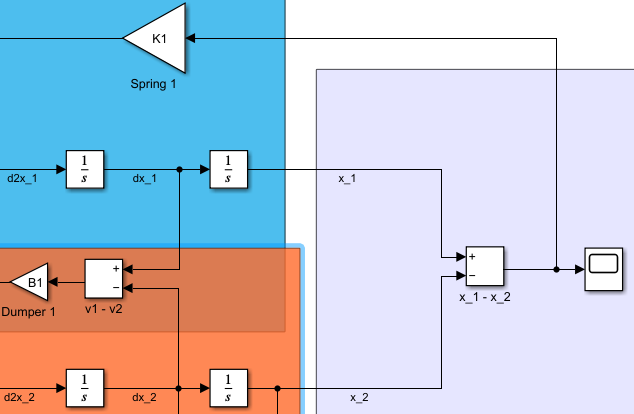 K1
Spring 1
1
s
1
s
d2x_1
dx_1
x_1
+
−
B1
+
−
x_1 - x_2
Dumper 1
v1 - v2
1
s
1
s
d2x_2
dx_2
x_2